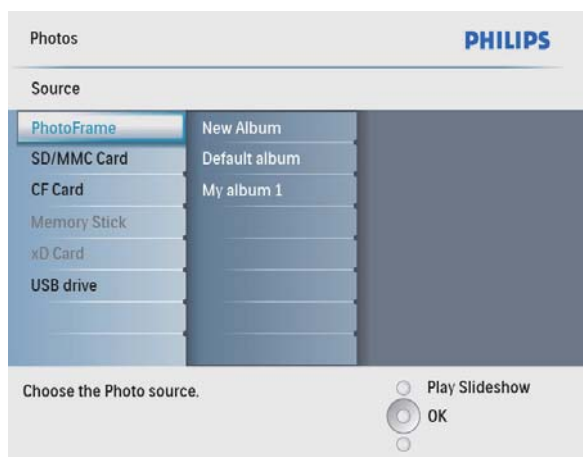 Photos
PHILIPS
Source
PhotoFrame
SD/MMC Card
CF Card
Memory Stick
xD Card
USB drive
New Album
Default album
My album 1
Choose the Photo source.
Play Slideshow
OK